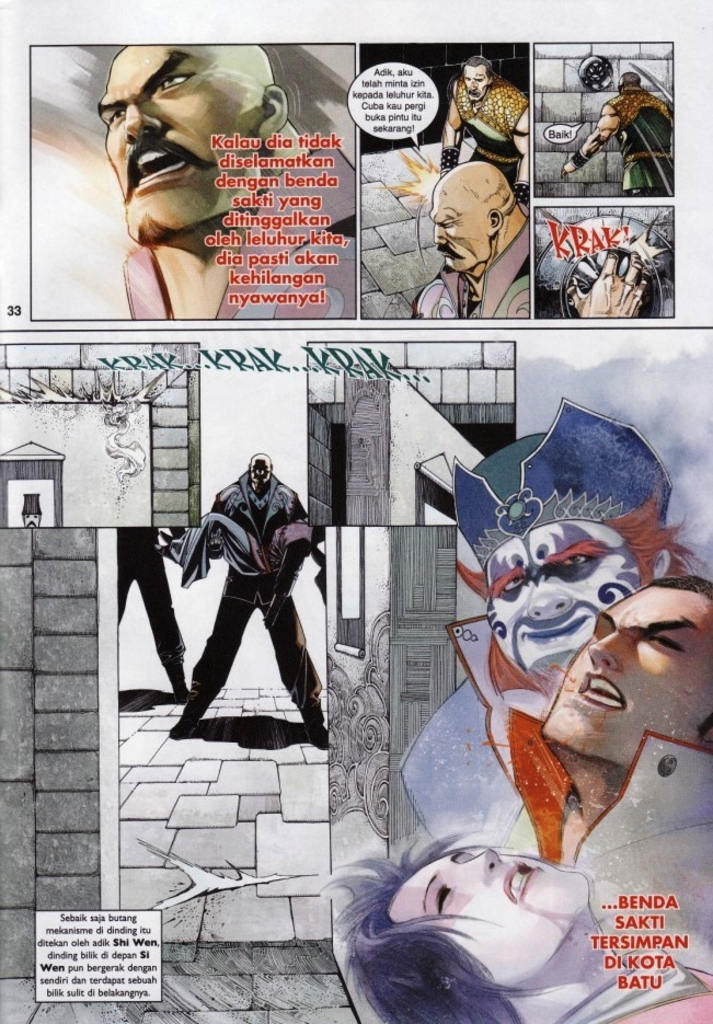 Kalau dia tidak
diselamatkan
dengan benda
sakti yang
ditinggalkan
oleh leluhur kita,
dia pasti akan
kehilangan
nyawanya!
Adik, aku
telah minta izin
kepada leluhur kita.
Cuba kau pergi
buka pintu itu
sekarang!
Baik!
KRAK!
33
KRAK...KRAK...KRAK...
Sebaik saja butang
mekanisme di dinding itu
ditekan oleh adik Shi Wen,
dinding bilik di depan Si
Wen pun bergerak dengan
sendiri dan terdapat sebuah
bilik sulit di belakangnya.
...BENDA
SAKTI
TERSIMPAN
DI KOTA
BATU